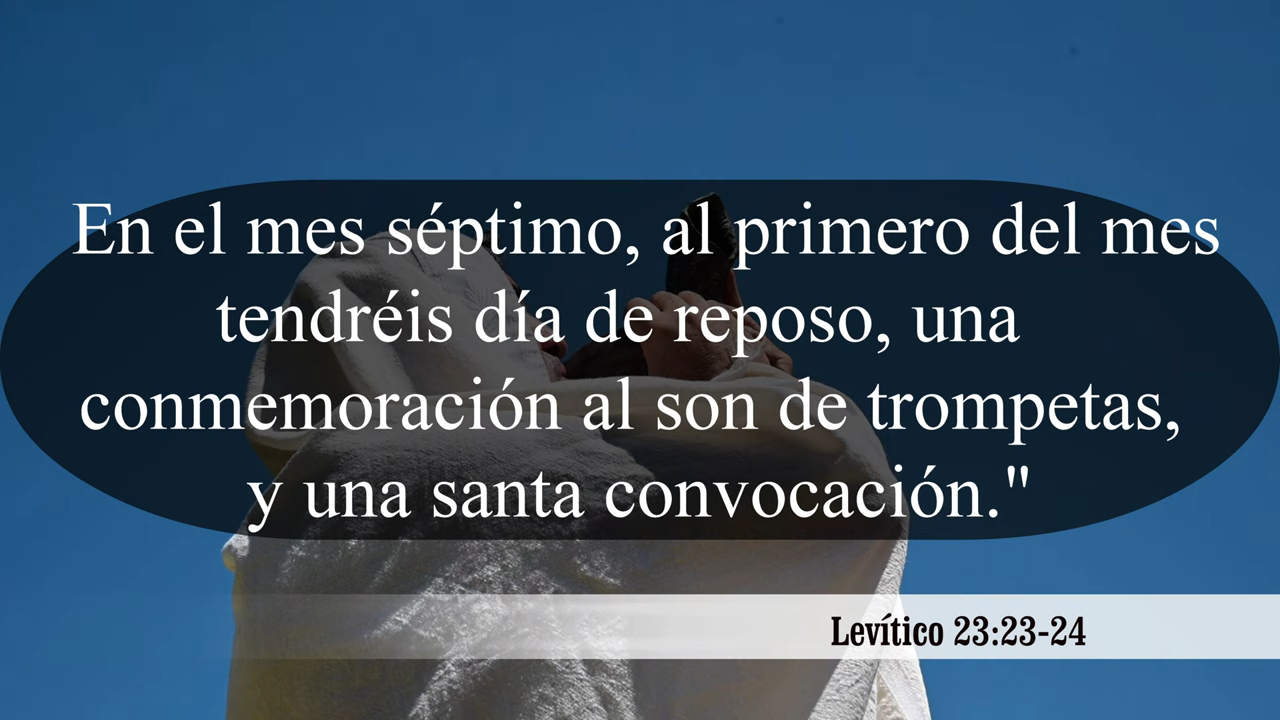 En el mes séptimo, al primero del mes
tendréis día de reposo, una
conmemoración al son de trompetas,
y una santa convocación."
Levítico 23:23-24